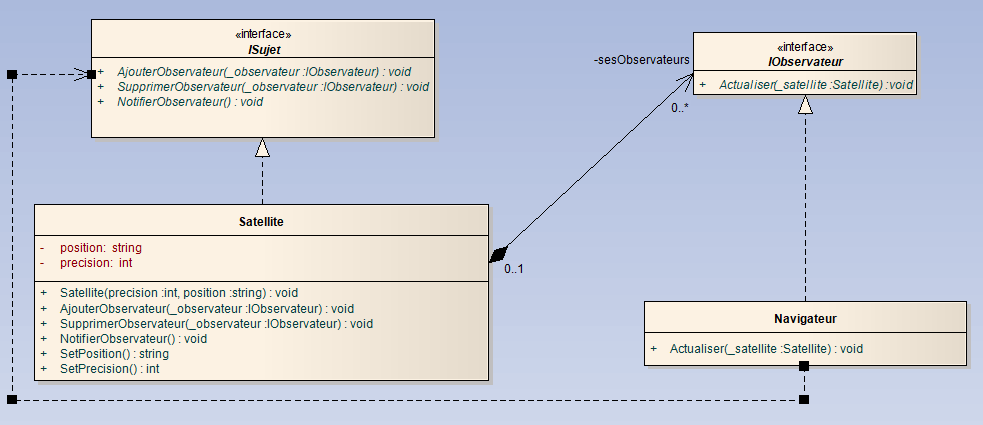 «interface»
ISujet
+ AjouterObservateur(_observateur :IObservateur) : void
+ SupprimerObservateur(_observateur :IObservateur) : void
+ NotifierObservateur() : void
-sesObservateurs
0..*
«interface»
IObservateur
+ Actualiser(_satellite :Satellite) :void
Satellite
- position: string
- precision: int
+ Satellite(precision :int, position :string) : void
+ AjouterObservateur(_observateur :IObservateur) : void
+ SupprimerObservateur(_observateur :IObservateur) : void
+ NotifierObservateur() : void
+ SetPosition() : string
+ SetPrecision() : int
0..1
Navigateur
+ Actualiser(_satellite :Satellite) : void